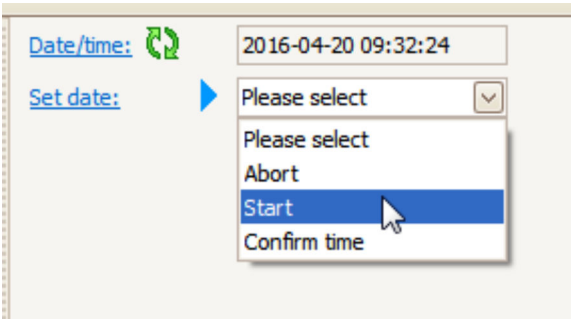 Date/time: 2016-04-20 09:32:24
Set date: Please select
Please select
Abort
Start
Confirm time